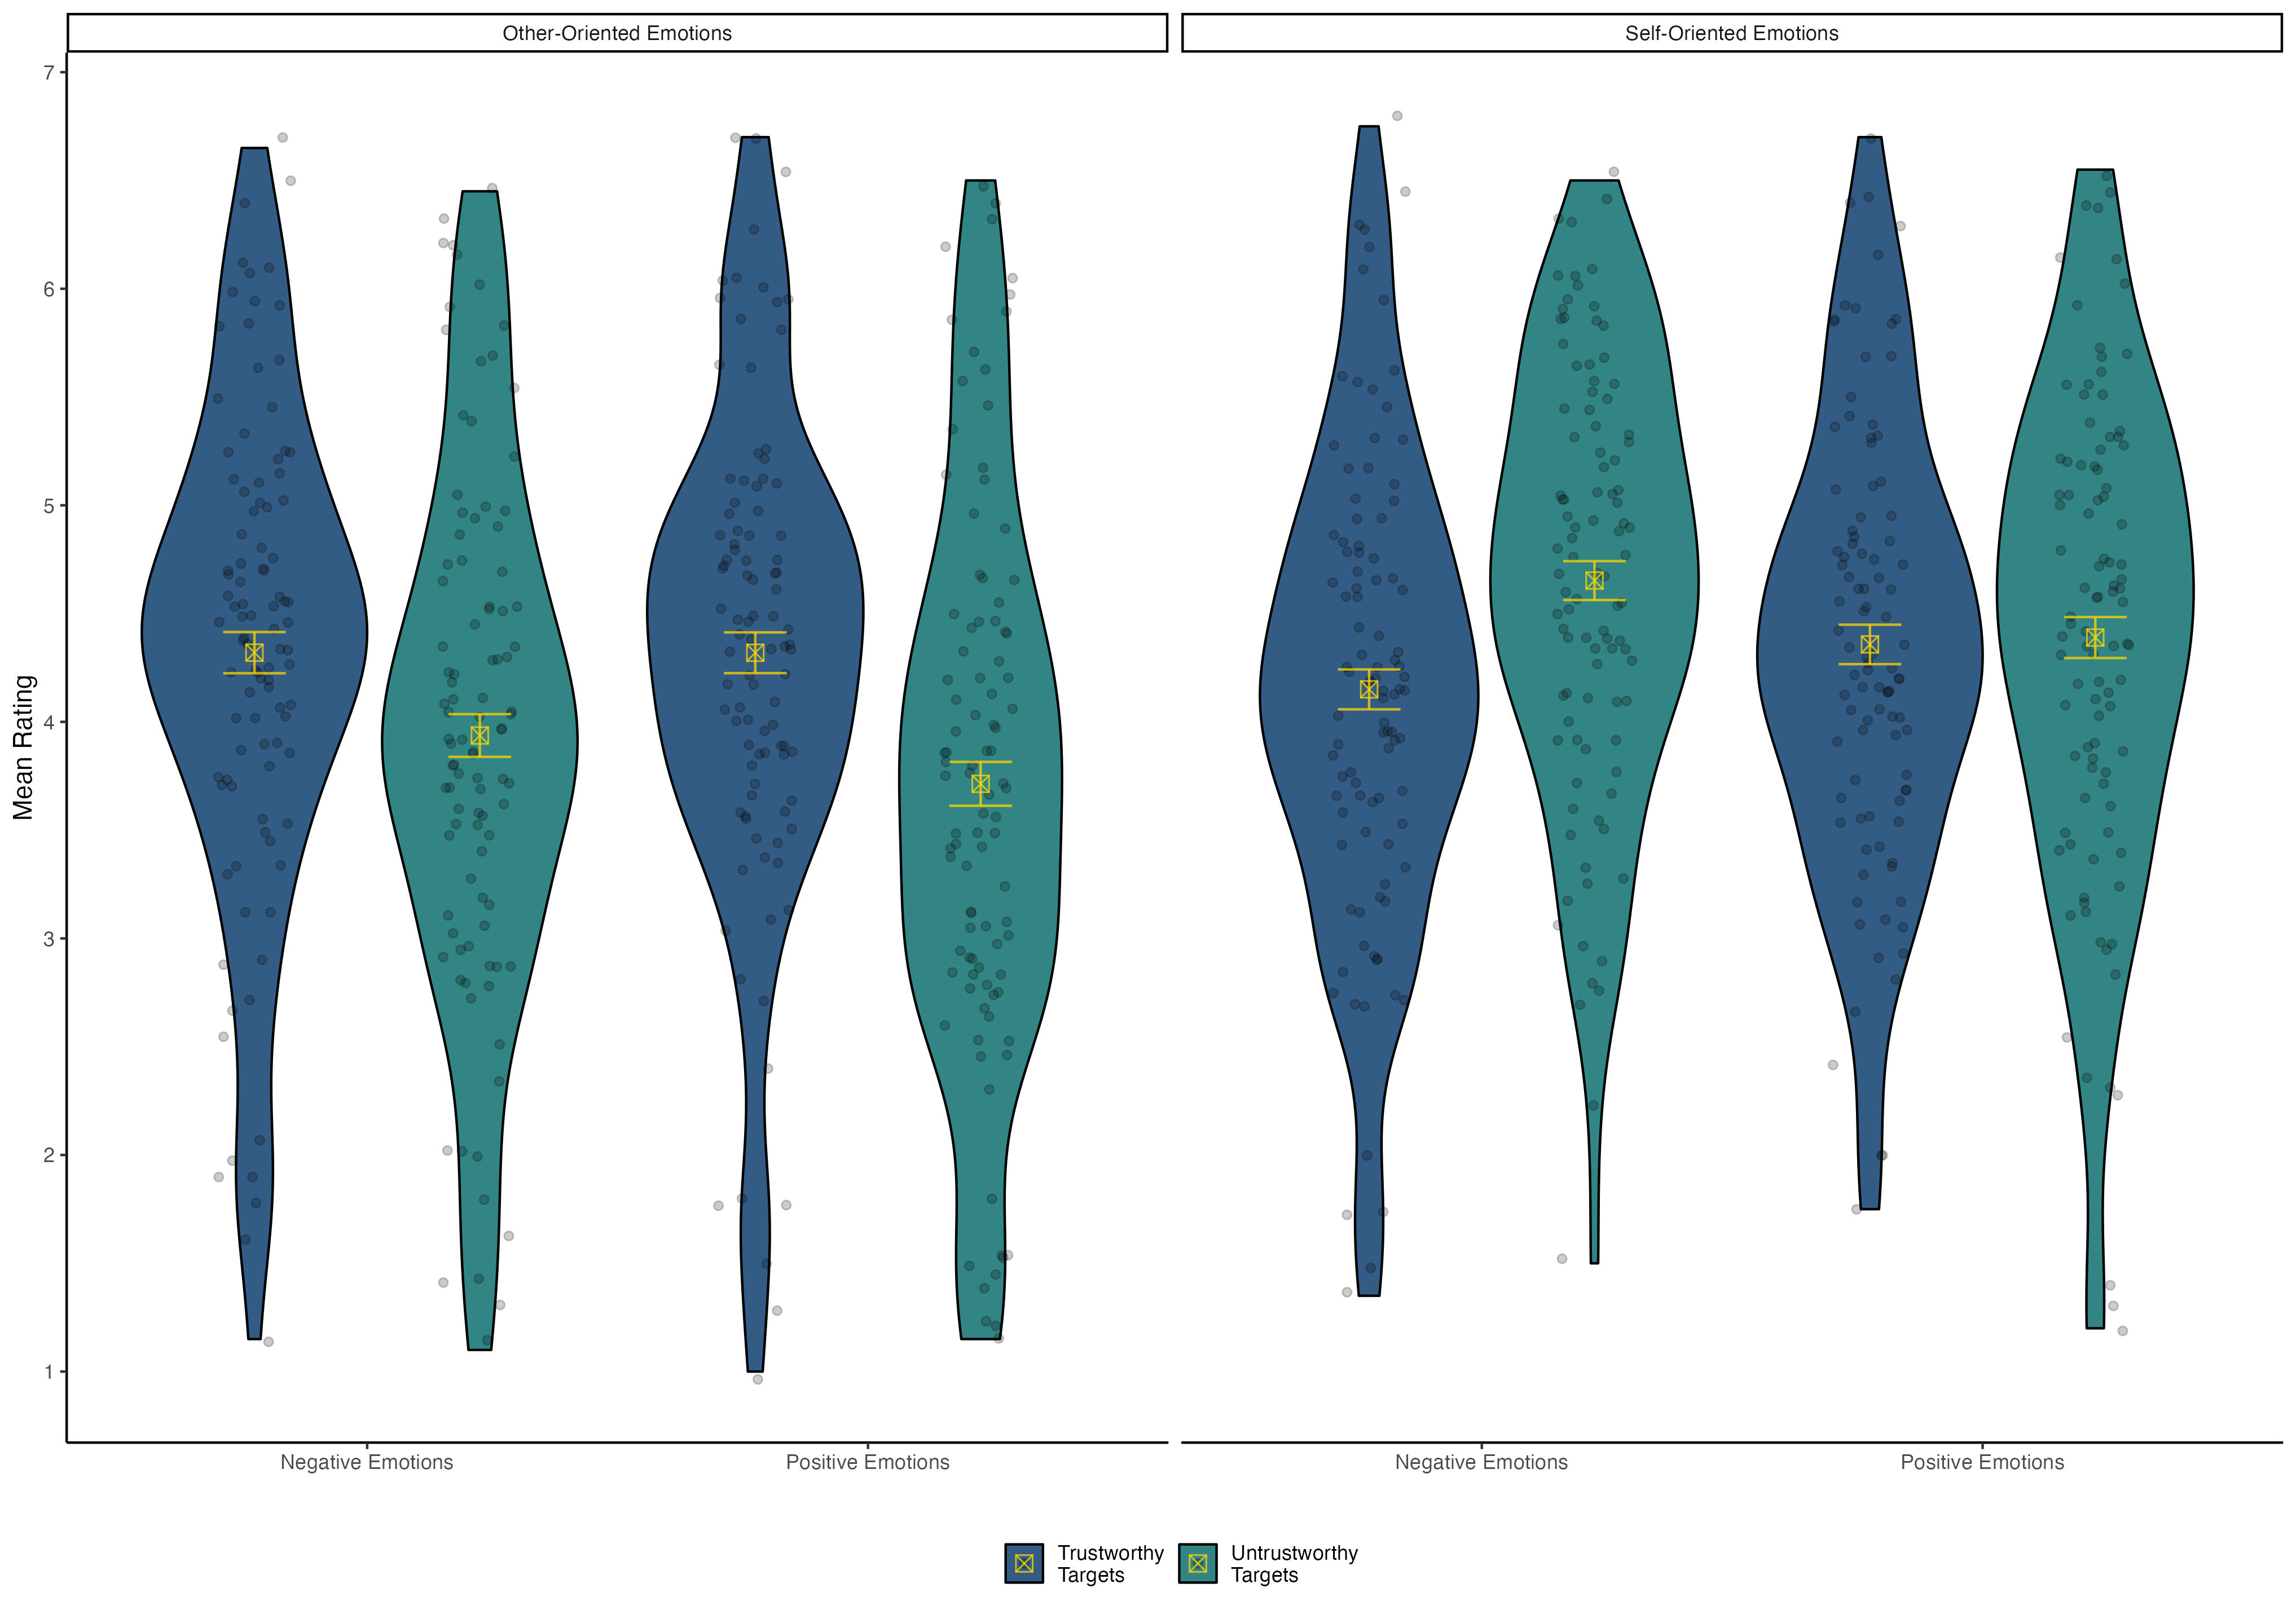 Other-Oriented Emotions
Self-Oriented Emotions
Mean Rating
7
6
5
4
3
2
1
Negative Emotions
Positive Emotions
Negative Emotions
Positive Emotions
Trustworthy
Targets
Untrustworthy
Targets